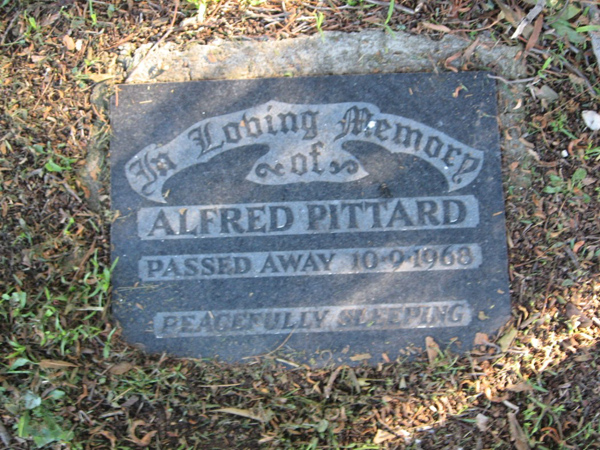 In Loving Memory
of
ALFRED PITTARD
PASSED AWAY 10-9-1968
PEACEFULLY SLEEPING